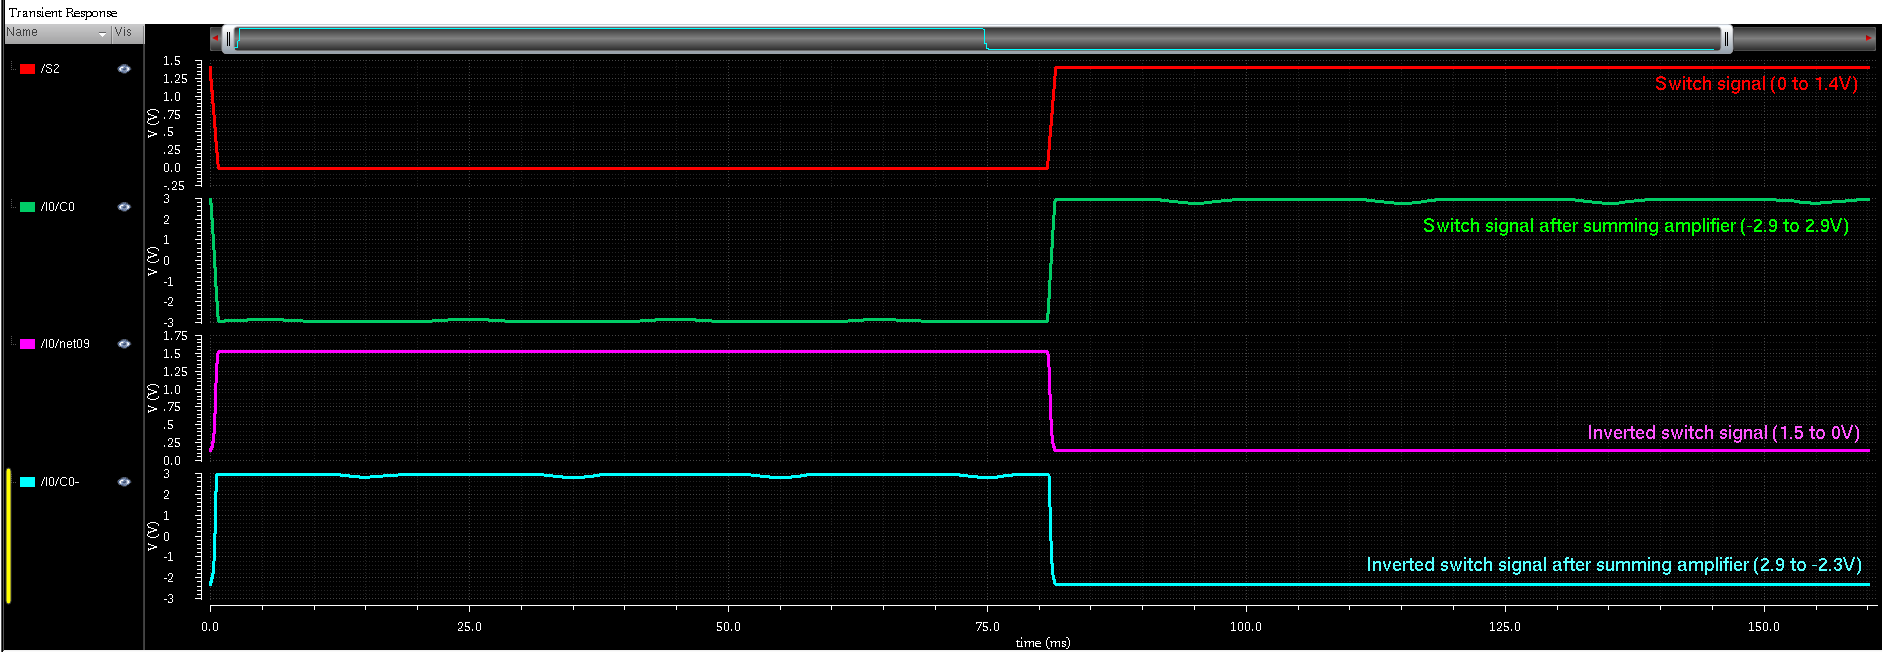 Transient Response
Name Vis
/S2
V (V)
1.5
1.25
1.0
.75
.5
.25
0.0
-.25
Switch signal (0 to 1.4V)
/I0/C0
V (V)
3
2
1
0
-1
-2
-3
Switch signal after summing amplifier (-2.9 to 2.9V)
/I0/net09
V (V)
1.75
1.5
1.25
1.0
.75
.5
.25
0.0
Inverted switch signal (1.5 to 0V)
/I0/C0-
V (V)
3
2
1
0
-1
-2
-3
Inverted switch signal after summing amplifier (2.9 to -2.3V)
0.0 25.0 50.0 75.0 100.0 125.0 150.0
time (ms)